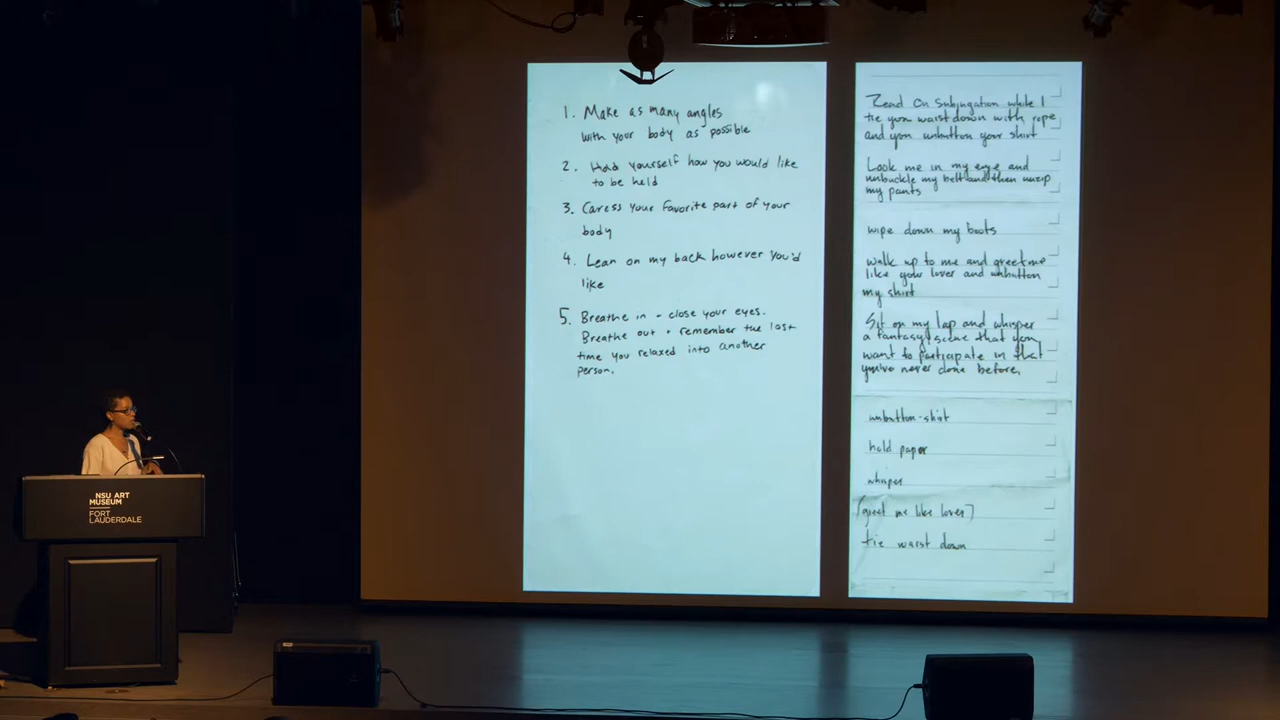 NSU ART
MUSEUM
FORT
LAUDERDALE
1. Make as many angles
with your body as possible
2. Hold yourself how you would like
to be held
3. Caress your favorite part of your
body
4. Lean on my back however you'd
like
5. Breathe in + close your eyes.
Breathe out + remember the last
time you relaxed into another
person.
Read On Subjugation while I
tie your waist down with rope
and you unbutton your shirt
Look me in my eye and
unbuckle my belt and then unzip
my pants
wipe down my boots
walk up to me and greet me
like your lover and unbutton
my shirt
Sit on my lap and whisper
a fantasy/scene that you
want to participate in that
you've never done before.
unbutton-shirt
hold paper
whisper
[greet me like lover]
tie waist down